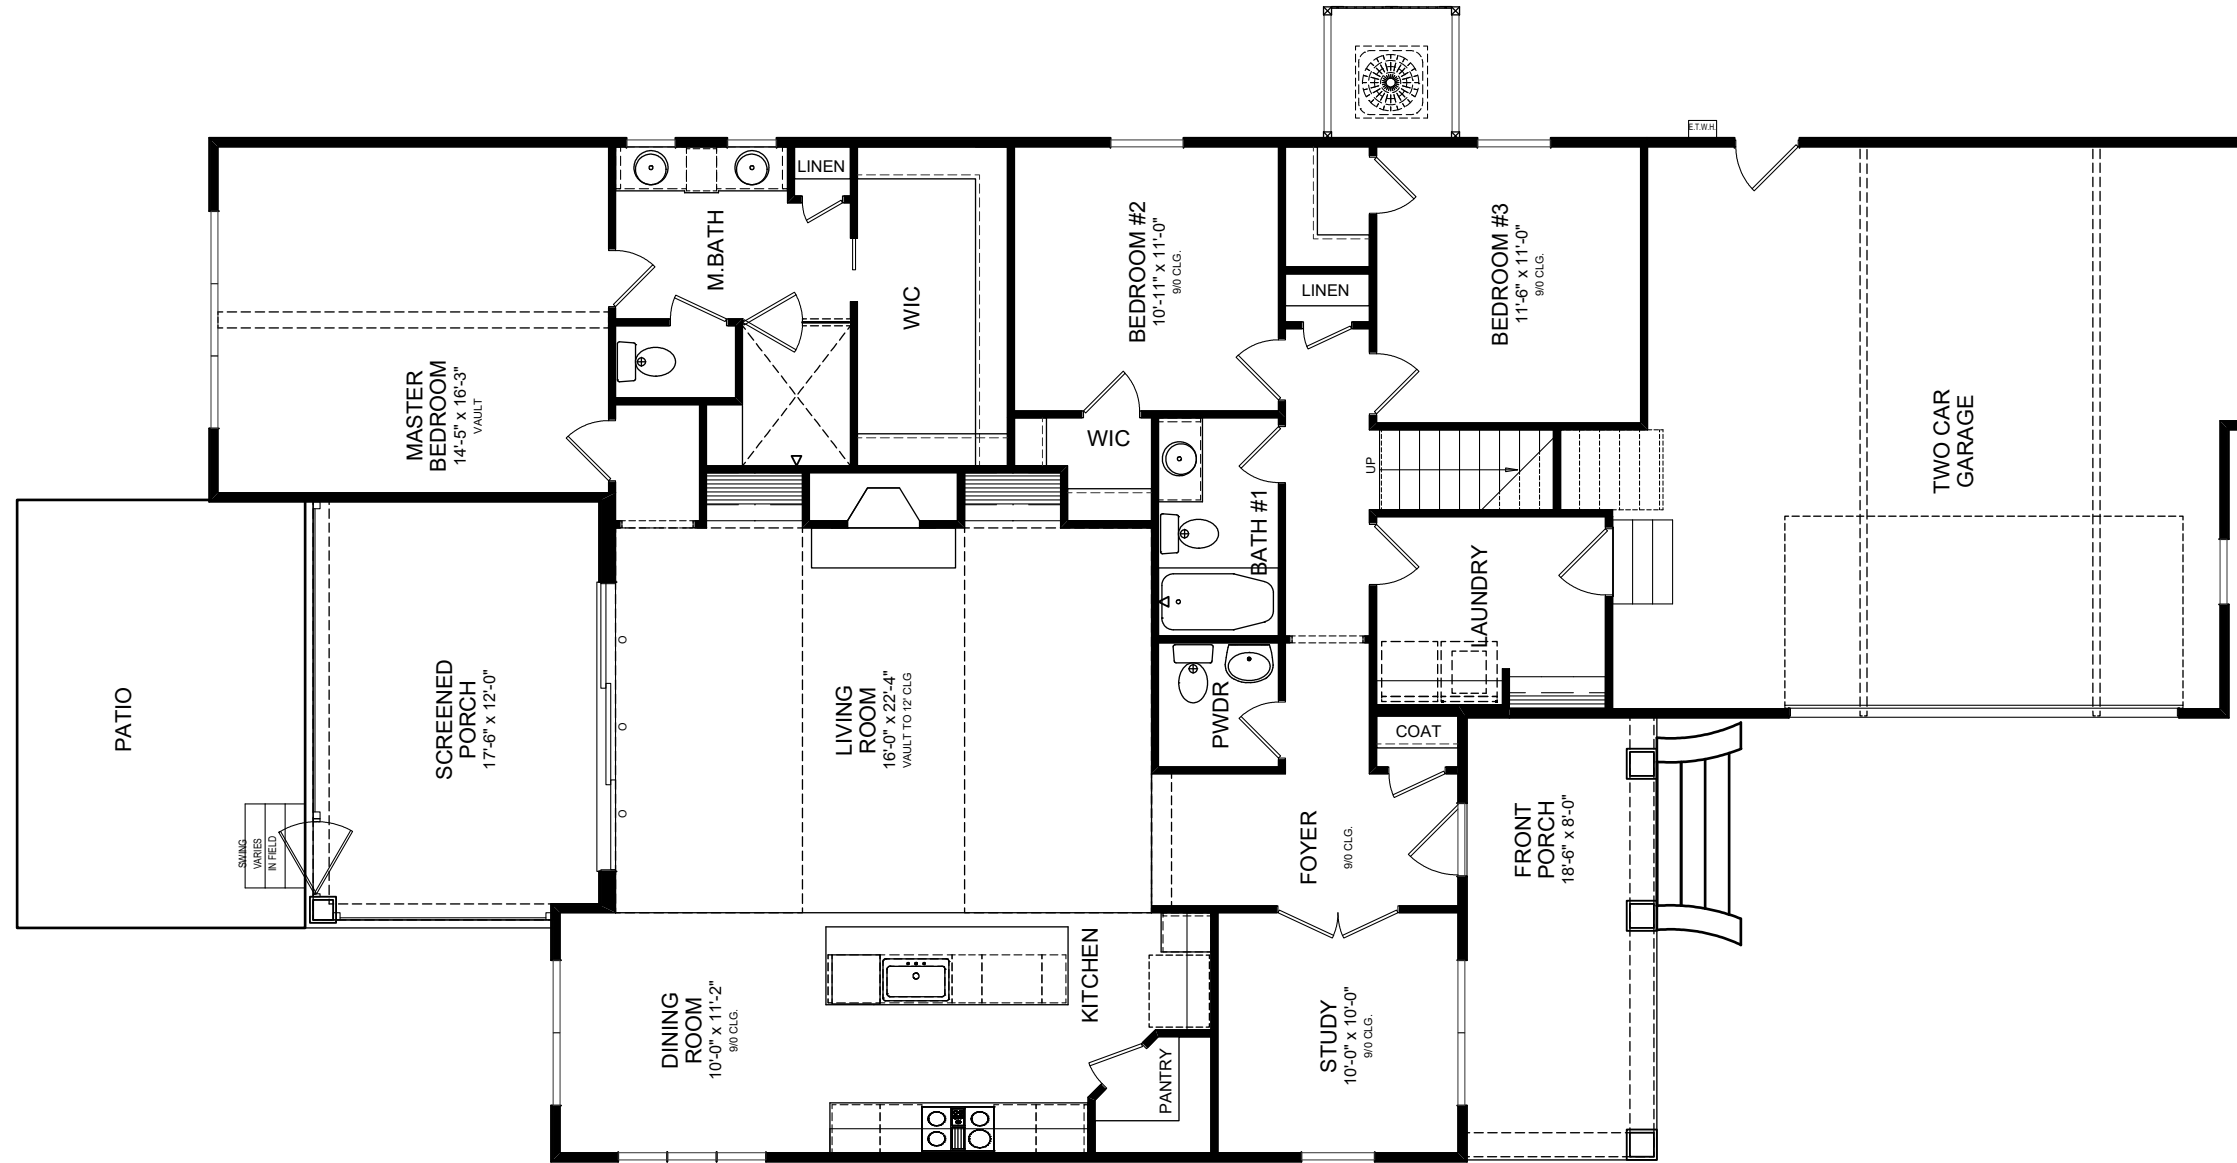 E.T.W.H.
LINEN
M.BATH
WIC
BEDROOM #2
10'-11" x 11'-0"
9/0 CLG.
LINEN
BEDROOM #3
11'-6" x 11'-0"
9/0 CLG.
MASTER
BEDROOM
14'-5" x 16'-3"
VAULT
WIC
UP
TWO CAR
GARAGE
BATH #1
LAUNDRY
PATIO
SCREENED
PORCH
17'-6" x 12'-0"
LIVING
ROOM
16'-0" x 22'-4"
VAULT TO 12' CLG
PWDR
COAT
SWING
VARIES
IN FIELD
FOYER
9/0 CLG.
FRONT
PORCH
18'-6" x 8'-0"
DINING
ROOM
10'-0" x 11'-2"
9/0 CLG.
KITCHEN
PANTRY
STUDY
10'-0" x 10'-0"
9/0 CLG.